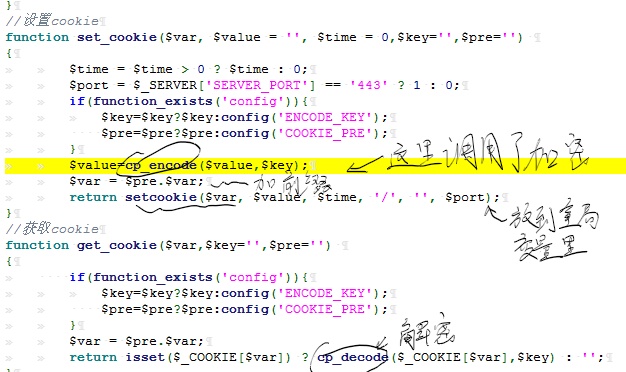 }
//设置cookie
function set_cookie($var, $value = '', $time = 0,$key='',$pre='')
{
$time = $time > 0 ? $time : 0;
$port = $_SERVER['SERVER_PORT'] == '443' ? 1 : 0;
if(function_exists('config')){
$key=$key?$key:config('ENCODE_KEY');
$pre=$pre?$pre:config('COOKIE_PRE');
}
$value=cp_encode($value,$key);
这里调用了加密
$var = $pre.$var;
加前缀
return setcookie($var, $value, $time, '/', '', $port);
}
放到全局
变量里
//获取cookie
function get_cookie($var,$key='',$pre='')
{
if(function_exists('config')){
$key=$key?$key:config('ENCODE_KEY');
$pre=$pre?$pre:config('COOKIE_PRE');
}
$var = $pre.$var;
解密
return isset($_COOKIE[$var]) ? cp_decode($_COOKIE[$var],$key) : '';
}